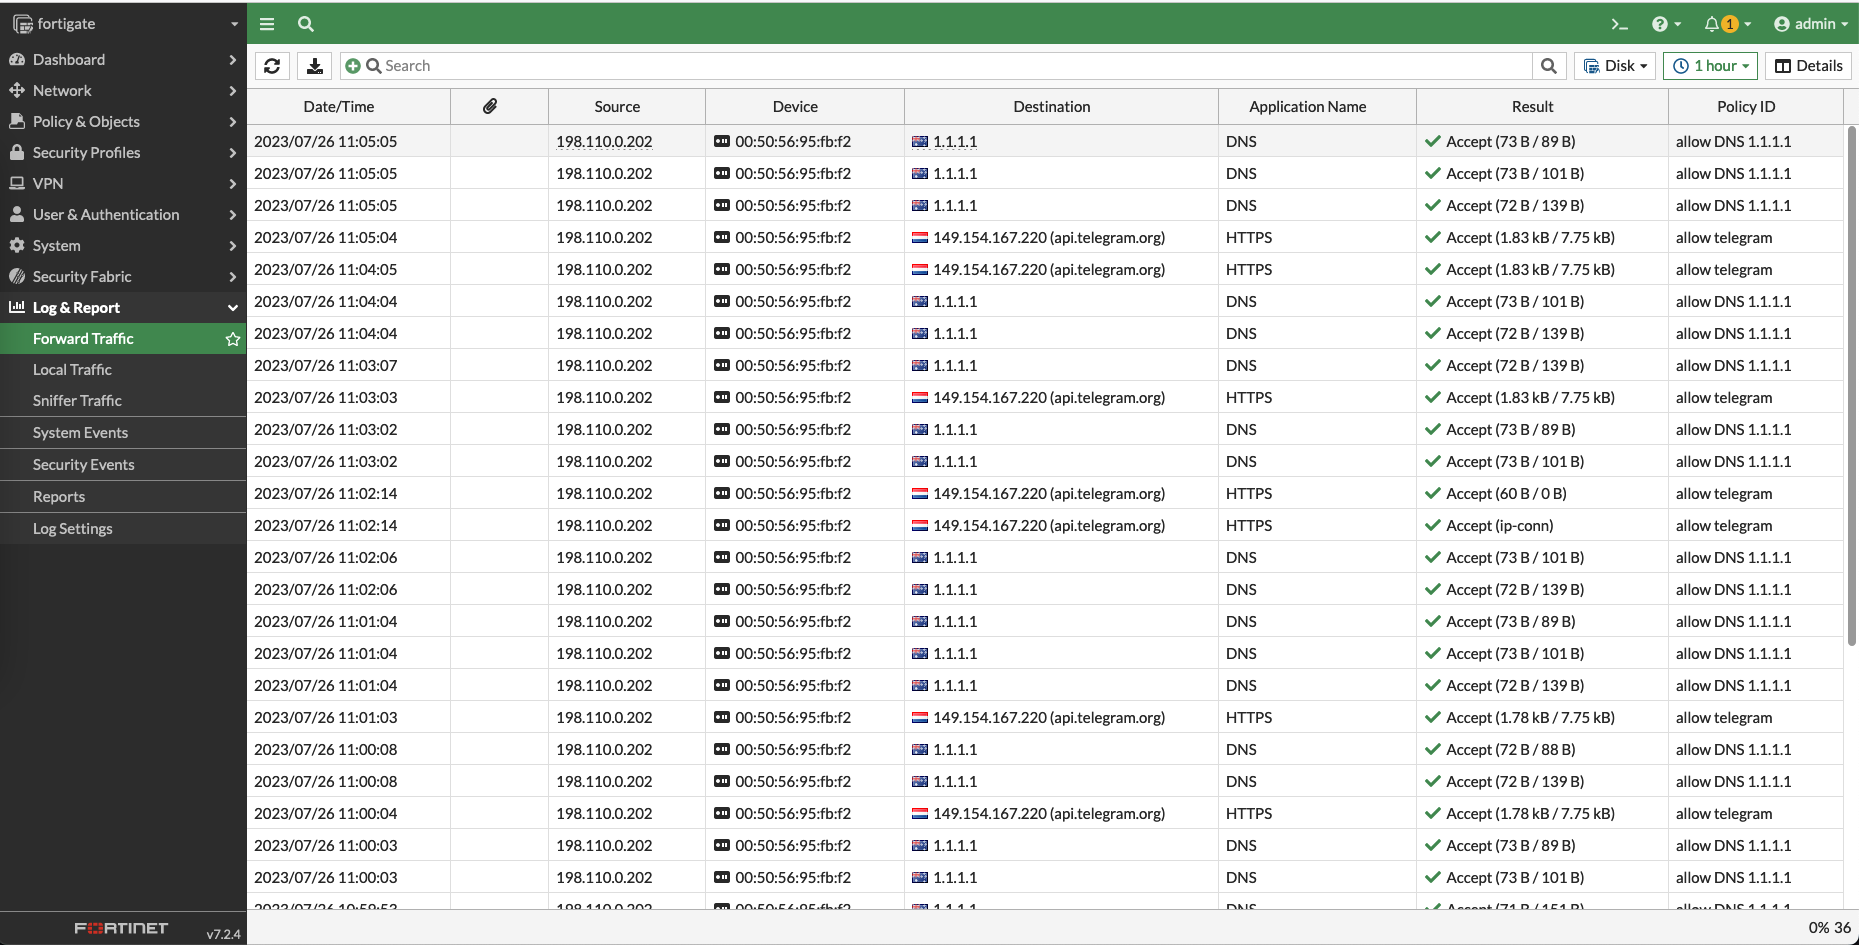 fortigate
1
admin
Dashboard
Network
Policy & Objects
Security Profiles
VPN
User & Authentication
System
Security Fabric
Log & Report
Forward Traffic
Local Traffic
Sniffer Traffic
System Events
Security Events
Reports
Log Settings
FORTINET
v7.2.4
Search
Disk
1 hour
Details
Date/Time Source Device Destination Application Name Result Policy ID
2023/07/26 11:05:05 198.110.0.202 00:50:56:95:fb:f2 1.1.1.1 DNS Accept (73 B / 89 B) allow DNS 1.1.1.1
2023/07/26 11:05:05 198.110.0.202 00:50:56:95:fb:f2 1.1.1.1 DNS Accept (73 B / 101 B) allow DNS 1.1.1.1
2023/07/26 11:05:05 198.110.0.202 00:50:56:95:fb:f2 1.1.1.1 DNS Accept (72 B / 139 B) allow DNS 1.1.1.1
2023/07/26 11:05:04 198.110.0.202 00:50:56:95:fb:f2 149.154.167.220 (api.telegram.org) HTTPS Accept (1.83 kB / 7.75 kB) allow telegram
2023/07/26 11:04:05 198.110.0.202 00:50:56:95:fb:f2 149.154.167.220 (api.telegram.org) HTTPS Accept (1.83 kB / 7.75 kB) allow telegram
2023/07/26 11:04:04 198.110.0.202 00:50:56:95:fb:f2 1.1.1.1 DNS Accept (73 B / 101 B) allow DNS 1.1.1.1
2023/07/26 11:04:04 198.110.0.202 00:50:56:95:fb:f2 1.1.1.1 DNS Accept (72 B / 139 B) allow DNS 1.1.1.1
2023/07/26 11:03:07 198.110.0.202 00:50:56:95:fb:f2 1.1.1.1 DNS Accept (72 B / 139 B) allow DNS 1.1.1.1
2023/07/26 11:03:03 198.110.0.202 00:50:56:95:fb:f2 149.154.167.220 (api.telegram.org) HTTPS Accept (1.83 kB / 7.75 kB) allow telegram
2023/07/26 11:03:02 198.110.0.202 00:50:56:95:fb:f2 1.1.1.1 DNS Accept (73 B / 89 B) allow DNS 1.1.1.1
2023/07/26 11:03:02 198.110.0.202 00:50:56:95:fb:f2 1.1.1.1 DNS Accept (73 B / 101 B) allow DNS 1.1.1.1
2023/07/26 11:02:14 198.110.0.202 00:50:56:95:fb:f2 149.154.167.220 (api.telegram.org) HTTPS Accept (60 B / 0 B) allow telegram
2023/07/26 11:02:14 198.110.0.202 00:50:56:95:fb:f2 149.154.167.220 (api.telegram.org) HTTPS Accept (ip-conn) allow telegram
2023/07/26 11:02:06 198.110.0.202 00:50:56:95:fb:f2 1.1.1.1 DNS Accept (73 B / 101 B) allow DNS 1.1.1.1
2023/07/26 11:02:06 198.110.0.202 00:50:56:95:fb:f2 1.1.1.1 DNS Accept (72 B / 139 B) allow DNS 1.1.1.1
2023/07/26 11:01:04 198.110.0.202 00:50:56:95:fb:f2 1.1.1.1 DNS Accept (73 B / 89 B) allow DNS 1.1.1.1
2023/07/26 11:01:04 198.110.0.202 00:50:56:95:fb:f2 1.1.1.1 DNS Accept (73 B / 101 B) allow DNS 1.1.1.1
2023/07/26 11:01:04 198.110.0.202 00:50:56:95:fb:f2 1.1.1.1 DNS Accept (72 B / 139 B) allow DNS 1.1.1.1
2023/07/26 11:01:03 198.110.0.202 00:50:56:95:fb:f2 149.154.167.220 (api.telegram.org) HTTPS Accept (1.78 kB / 7.75 kB) allow telegram
2023/07/26 11:00:08 198.110.0.202 00:50:56:95:fb:f2 1.1.1.1 DNS Accept (72 B / 88 B) allow DNS 1.1.1.1
2023/07/26 11:00:08 198.110.0.202 00:50:56:95:fb:f2 1.1.1.1 DNS Accept (72 B / 139 B) allow DNS 1.1.1.1
2023/07/26 11:00:04 198.110.0.202 00:50:56:95:fb:f2 149.154.167.220 (api.telegram.org) HTTPS Accept (1.78 kB / 7.75 kB) allow telegram
2023/07/26 11:00:03 198.110.0.202 00:50:56:95:fb:f2 1.1.1.1 DNS Accept (73 B / 89 B) allow DNS 1.1.1.1
2023/07/26 11:00:03 198.110.0.202 00:50:56:95:fb:f2 1.1.1.1 DNS Accept (73 B / 101 B) allow DNS 1.1.1.1
0% 36